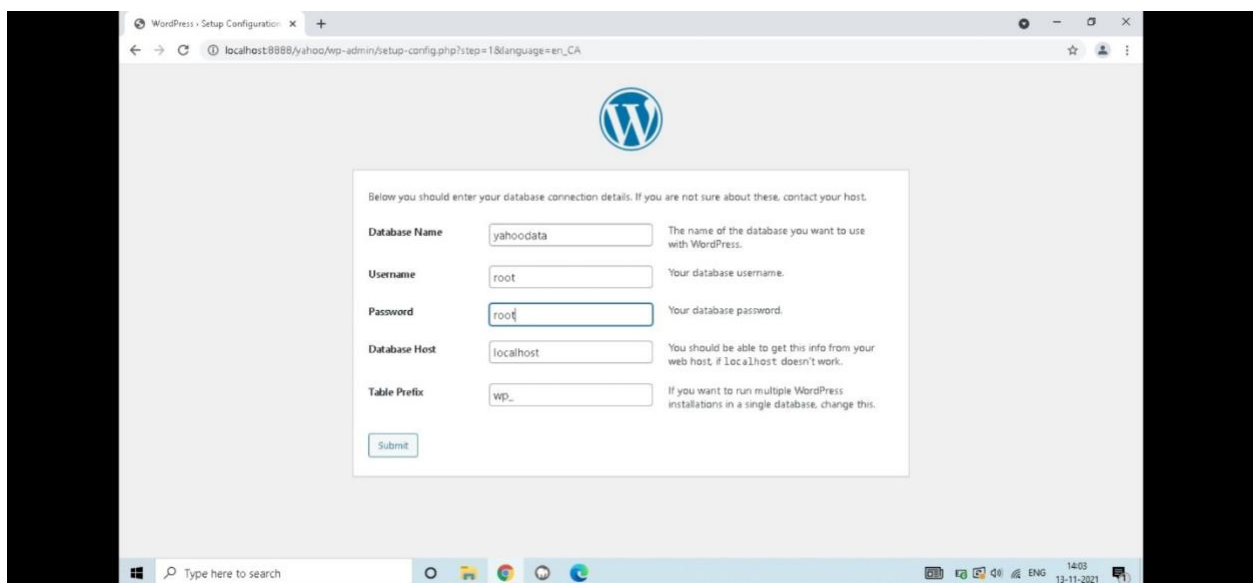 WordPress › Setup Configuration
localhost:8888/yahoo/wp-admin/setup-config.php?step=1&language=en_CA
Below you should enter your database connection details. If you are not sure about these, contact your host.
Database Name
yahoodata
The name of the database you want to use
with WordPress.
Username
root
Your database username.
Password
root
Your database password.
Database Host
localhost
You should be able to get this info from your
web host, if localhost doesn’t work.
Table Prefix
wp_
If you want to run multiple WordPress
installations in a single database, change this.
Submit
Type here to search
ENG
14:03
13-11-2021